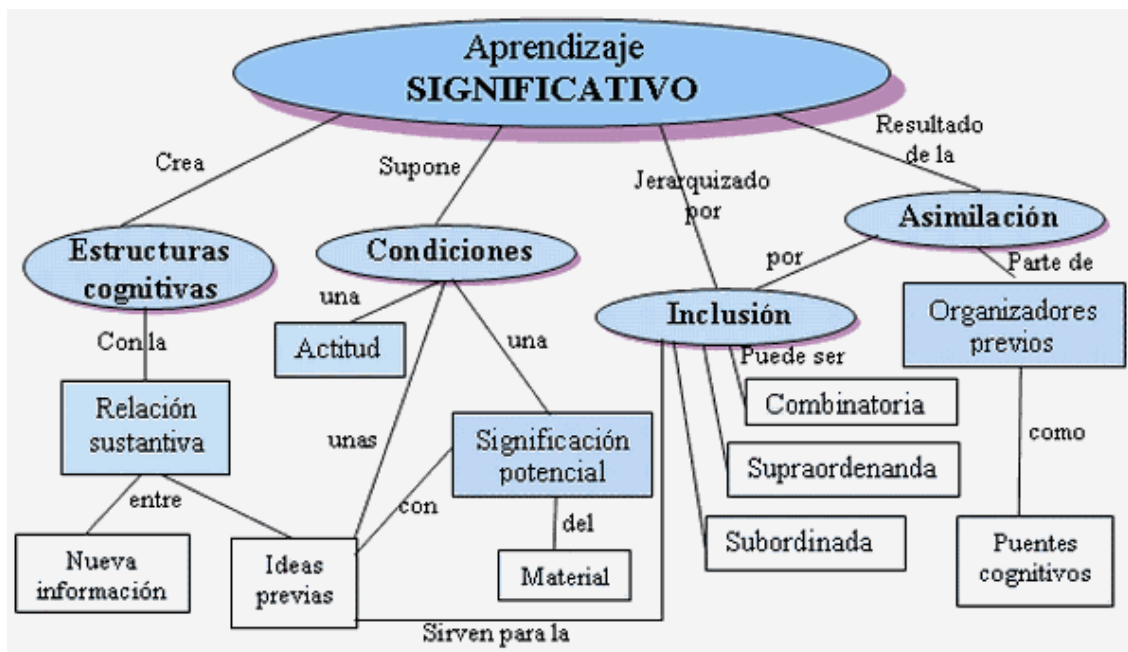 Aprendizaje
SIGNIFICATIVO
Crea
Supone
Jerarquizado
por
Resultado
de la
Estructuras
cognitivas
Condiciones
Asimilación
por
Parte de
Inclusión
Organizadores
previos
Con la
una
Actitud
una
Puede ser
Combinatoria
Supraordenanda
Subordinada
como
Relación
sustantiva
unas
Significación
potencial
entre
con
del
Nueva
información
Ideas
previas
Material
Puentes
cognitivos
Sirven para la